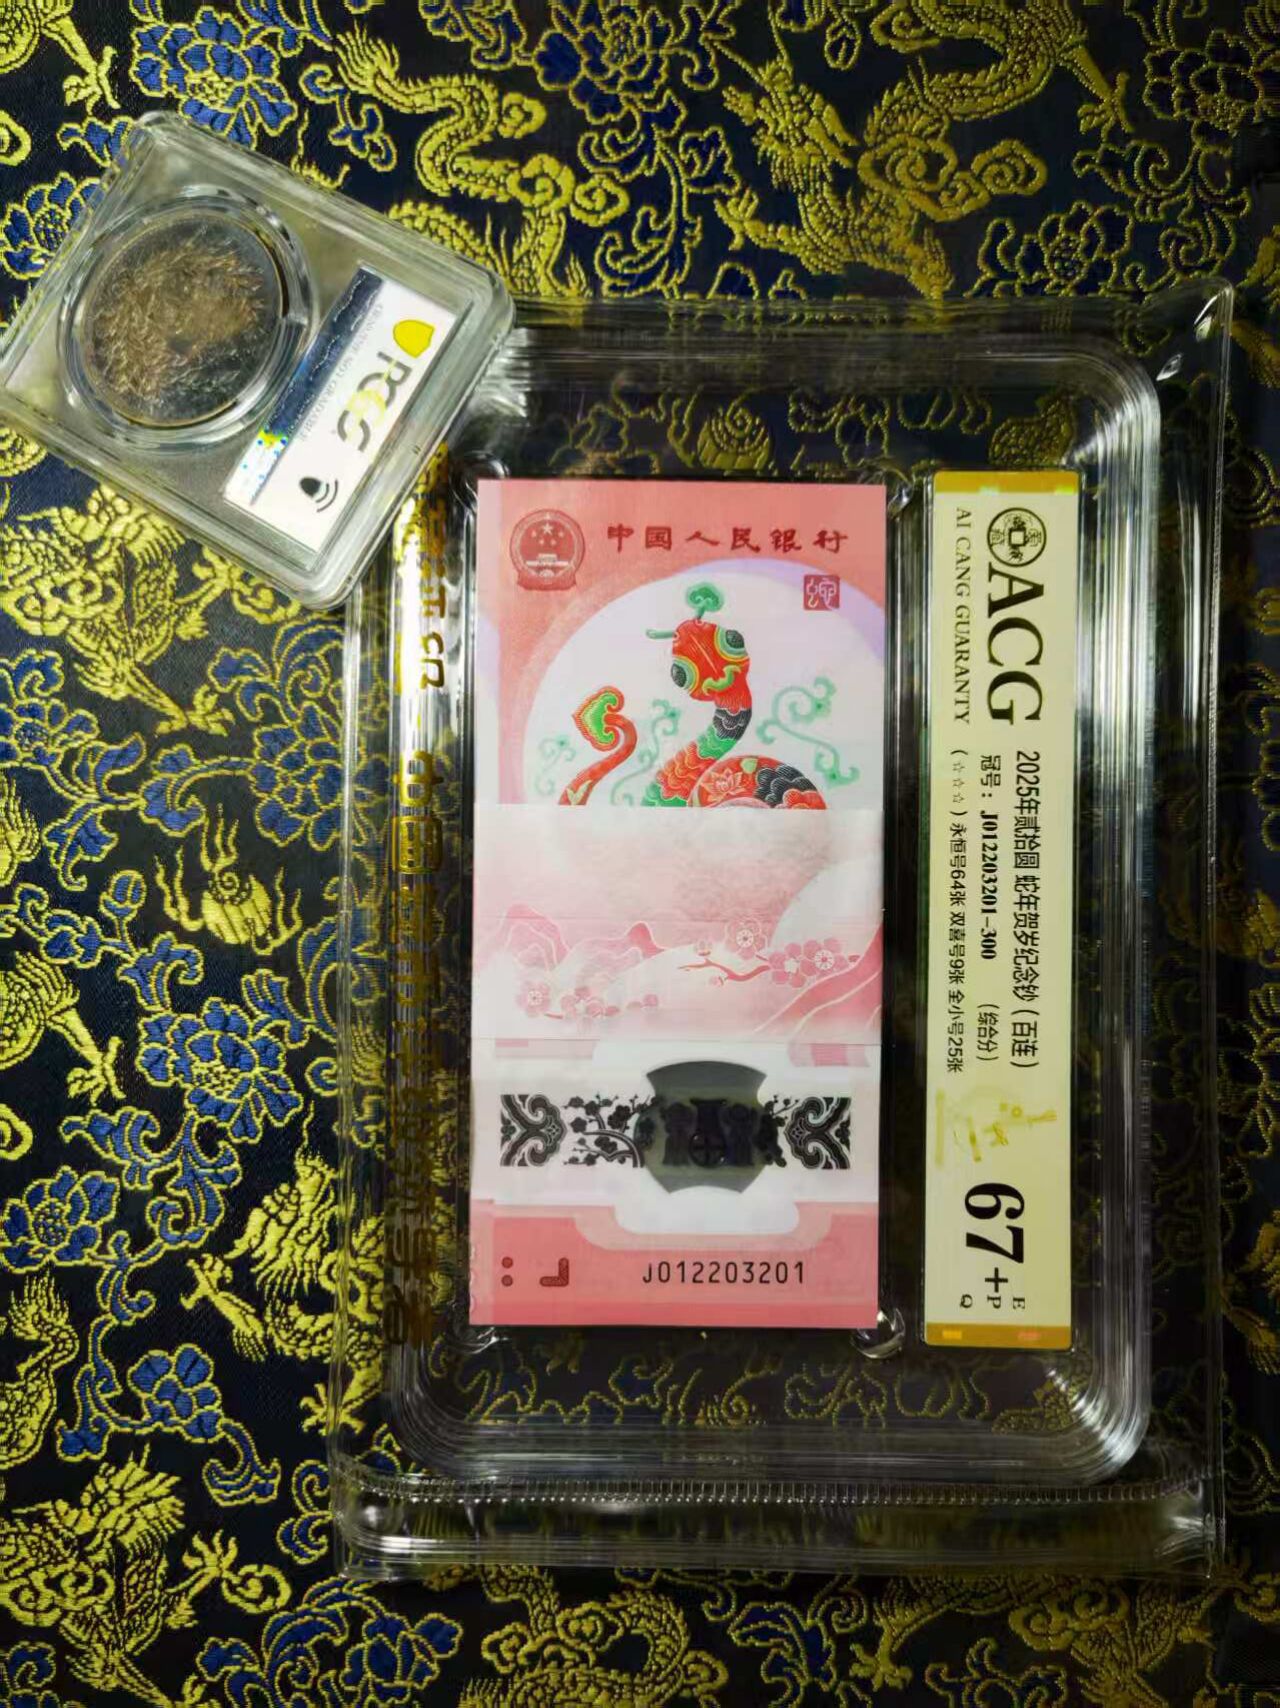 PCGS
中国人民银行
J012203201
ACG
AI CANG GUARANTY
2025年贰拾圆 蛇年贺岁纪念钞（百连）
冠号：J012203201-300 （综合分）
（☆☆☆）永恒号64张 双喜号9张 全小号25张
67+
E
P
Q